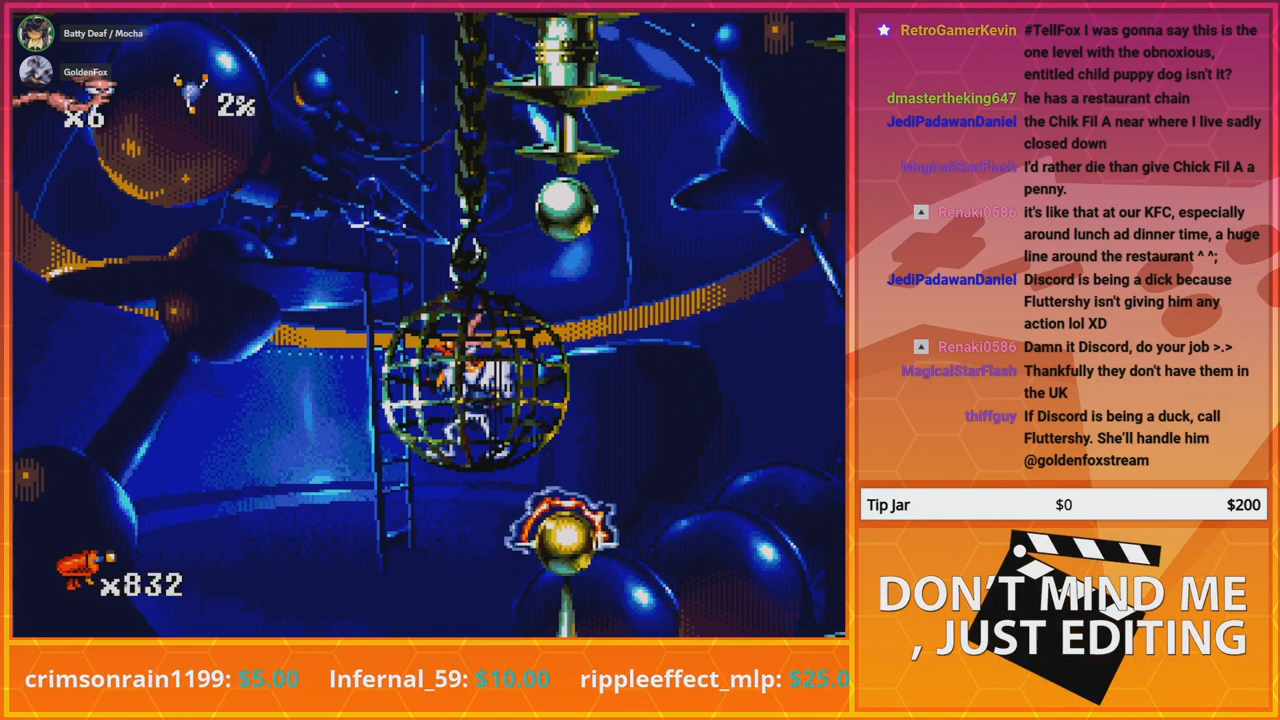 Batty Deaf / Mocha
GoldenFox
x6
2%
x832
RetroGamerKevin #TellFox I was gonna say this is the
one level with the obnoxious,
entitled child puppy dog isn't it?
dmastertheking647 he has a restaurant chain
JediPadawanDaniel the Chik Fil A near where I live sadly
closed down
MagicalStarFlash I'd rather die than give Chick Fil A a
penny.
Renaki0586 it's like that at our KFC, especially
around lunch ad dinner time, a huge
line around the restaurant ^ ^;
JediPadawanDaniel Discord is being a dick because
Fluttershy isn't giving him any
action lol XD
Renaki0586 Damn it Discord, do your job >.>
MagicalStarFlash Thankfully they don't have them in
the UK
thiffguy If Discord is being a duck, call
Fluttershy. She'll handle him
@goldenfoxstream
Tip Jar $0 $200
DON'T MIND ME
, JUST EDITING
crimsonrain1199: $5.00 Infernal_59: $10.00 rippleeffect_mlp: $25.0